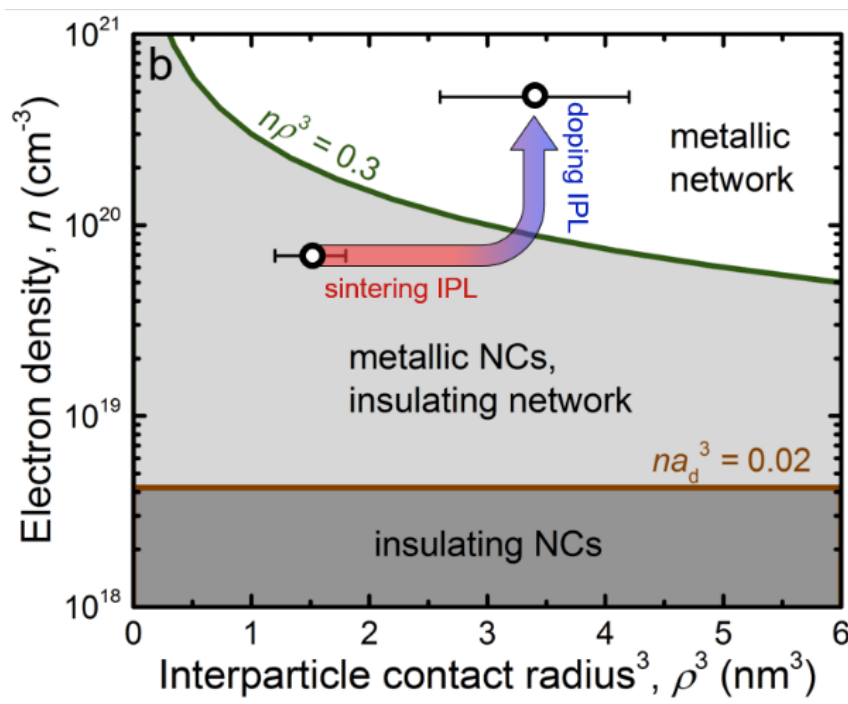 10²¹
b
nρ³ = 0.3
doping IPL
metallic
network
10²⁰
sintering IPL
metallic NCs,
insulating network
10¹⁹
na_d³ = 0.02
insulating NCs
10¹⁸
Electron density, n (cm⁻³)
0 1 2 3 4 5 6
Interparticle contact radius³, ρ³ (nm³)